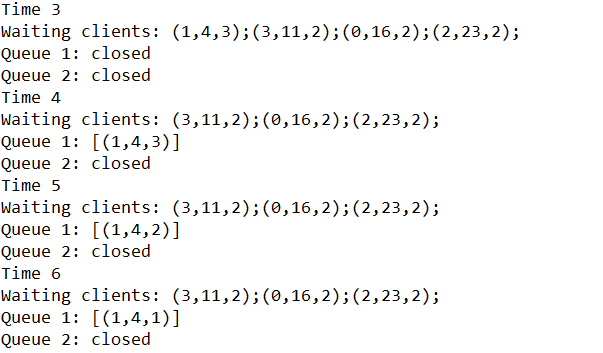 Time 3
Waiting clients: (1,4,3);(3,11,2);(0,16,2);(2,23,2);
Queue 1: closed
Queue 2: closed
Time 4
Waiting clients: (3,11,2);(0,16,2);(2,23,2);
Queue 1: [(1,4,3)]
Queue 2: closed
Time 5
Waiting clients: (3,11,2);(0,16,2);(2,23,2);
Queue 1: [(1,4,2)]
Queue 2: closed
Time 6
Waiting clients: (3,11,2);(0,16,2);(2,23,2);
Queue 1: [(1,4,1)]
Queue 2: closed